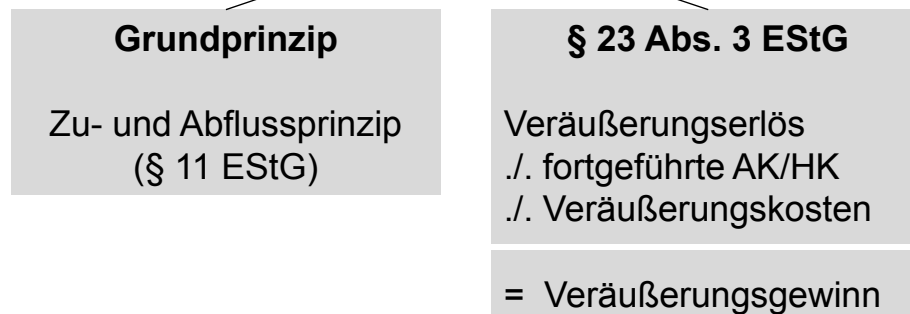 Grundprinzip
Zu- und Abflussprinzip
(§ 11 EStG)
§ 23 Abs. 3 EStG
Veräußerungserlös
./. fortgeführte AK/HK
./. Veräußerungskosten
= Veräußerungsgewinn